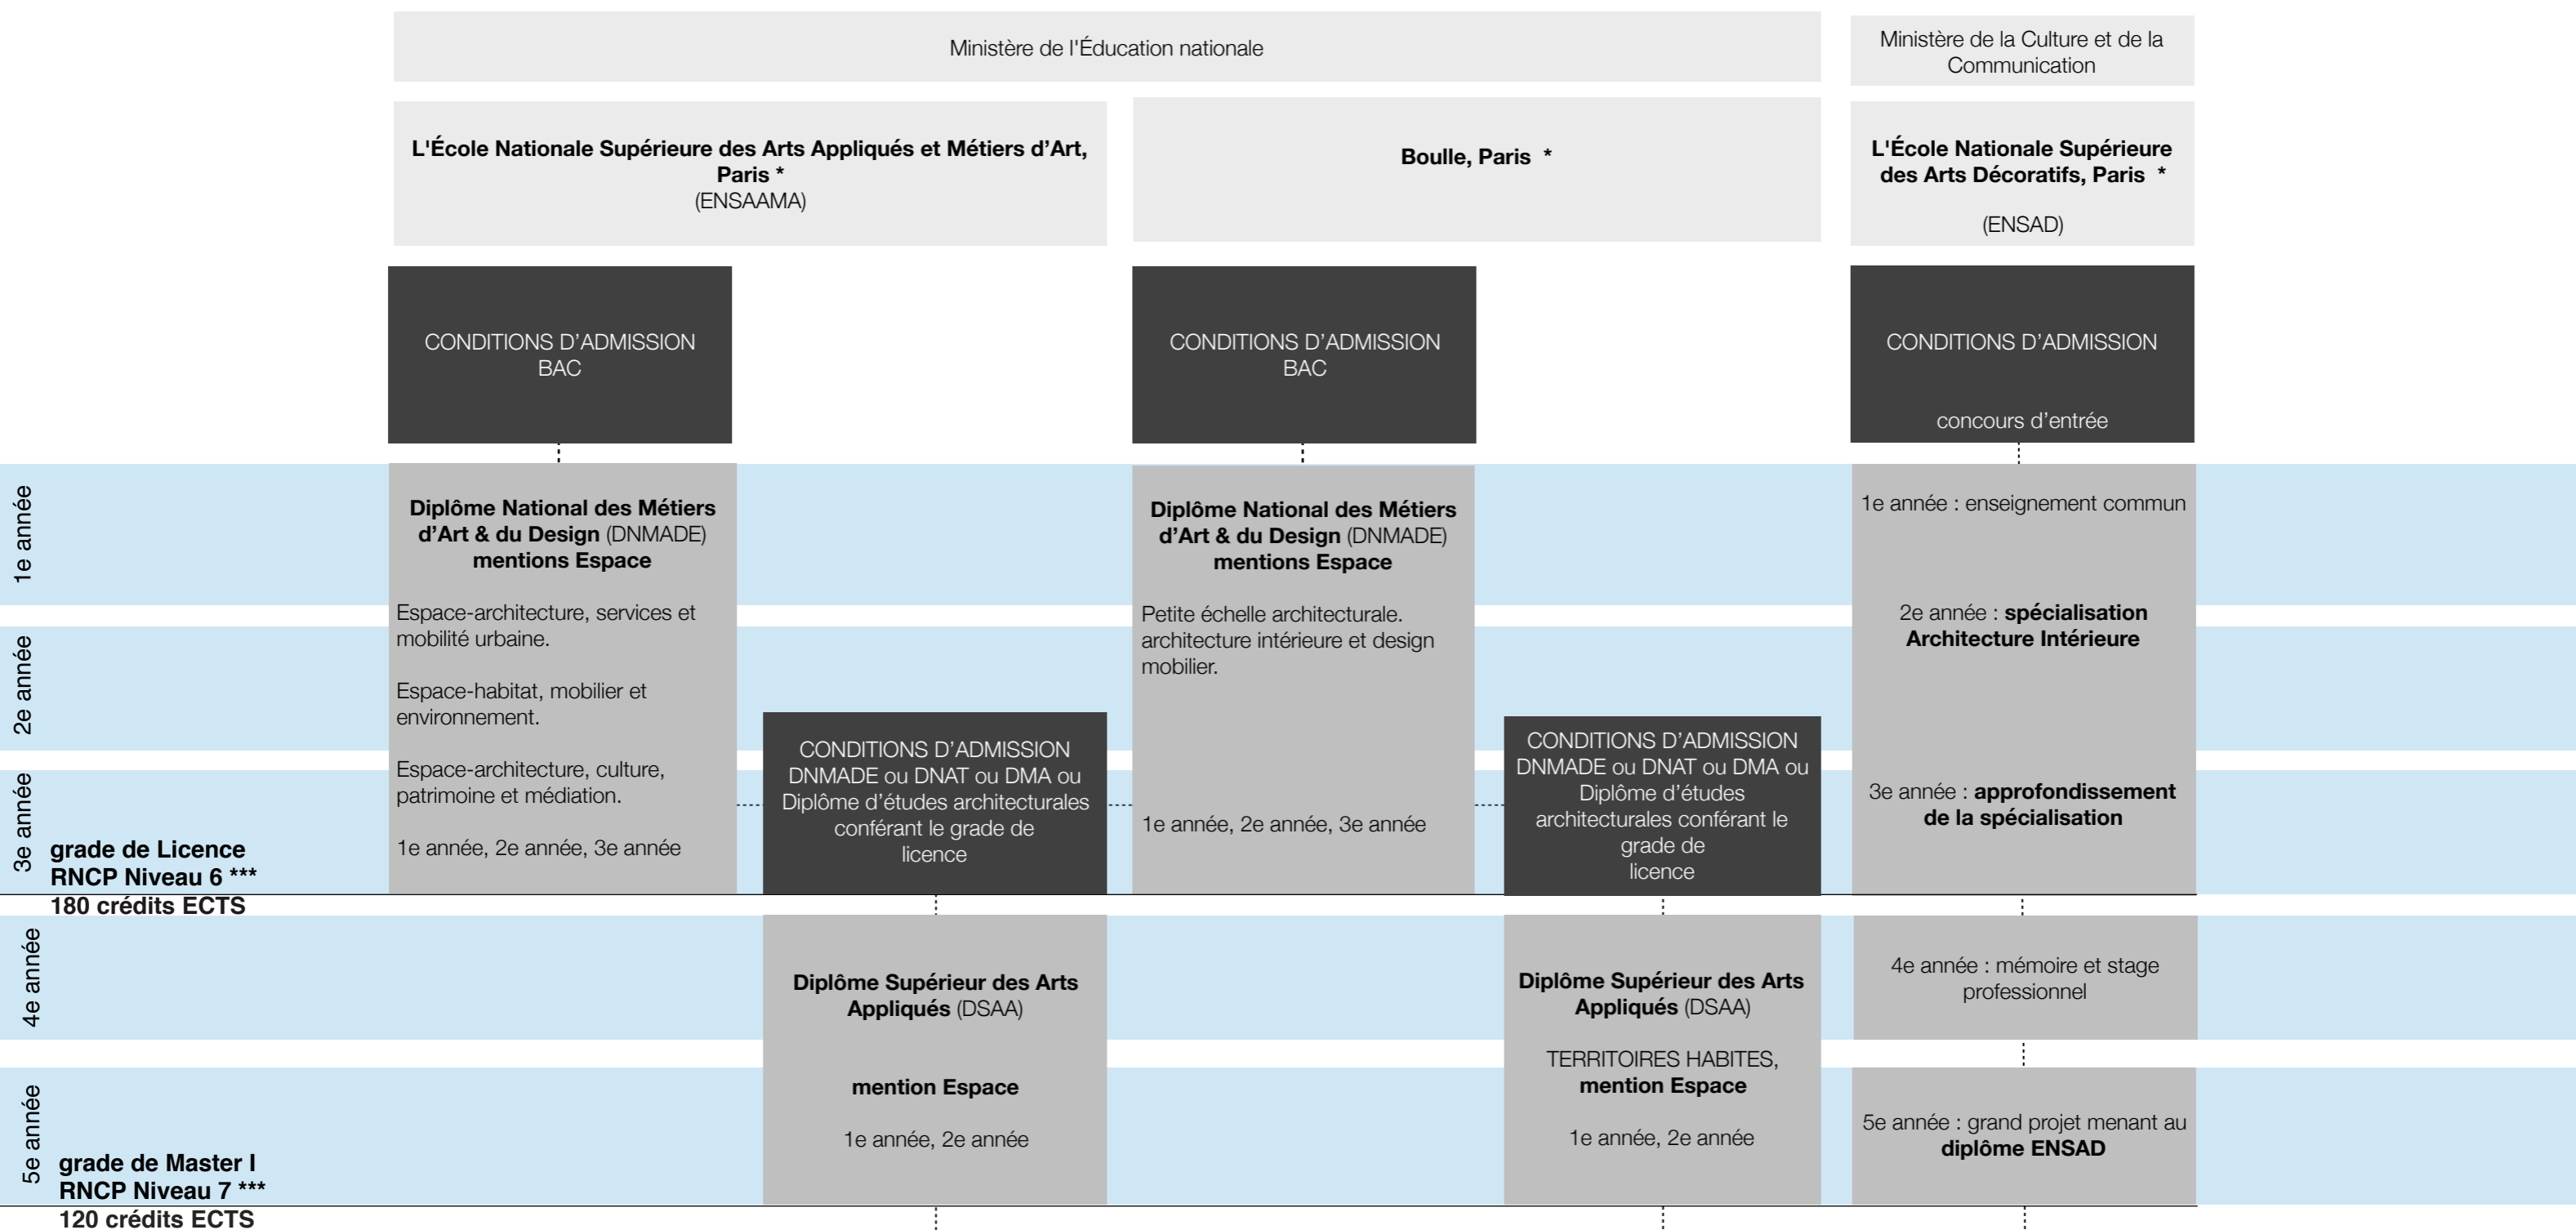 Ministère de l'Éducation nationale
Ministère de la Culture et de la
Communication
L'École Nationale Supérieure des Arts Appliqués et Métiers d'Art,
Paris *
(ENSAAMA)
Boulle, Paris *
L'École Nationale Supérieure
des Arts Décoratifs, Paris *
(ENSAD)
CONDITIONS D'ADMISSION
BAC
CONDITIONS D'ADMISSION
BAC
CONDITIONS D'ADMISSION
concours d'entrée
1e année
2e année
3e année
grade de Licence
RNCP Niveau 6 ***
180 crédits ECTS
Diplôme National des Métiers
d'Art & du Design (DNMADE)
mentions Espace
Espace-architecture, services et
mobilité urbaine.
Espace-habitat, mobilier et
environnement.
Espace-architecture, culture,
patrimoine et médiation.
1e année, 2e année, 3e année
CONDITIONS D'ADMISSION
DNMADE ou DNAT ou DMA ou
Diplôme d'études architecturales
conférant le grade de
licence
Diplôme National des Métiers
d'Art & du Design (DNMADE)
mentions Espace
Petite échelle architecturale.
architecture intérieure et design
mobilier.
1e année, 2e année, 3e année
CONDITIONS D'ADMISSION
DNMADE ou DNAT ou DMA ou
Diplôme d'études
architecturales conférant le
grade de
licence
1e année : enseignement commun
2e année : spécialisation
Architecture Intérieure
3e année : approfondissement
de la spécialisation
4e année
5e année
grade de Master I
RNCP Niveau 7 ***
120 crédits ECTS
Diplôme Supérieur des Arts
Appliqués (DSAA)
mention Espace
1e année, 2e année
Diplôme Supérieur des Arts
Appliqués (DSAA)
TERRITOIRES HABITES,
mention Espace
1e année, 2e année
4e année : mémoire et stage
professionnel
5e année : grand projet menant au
diplôme ENSAD